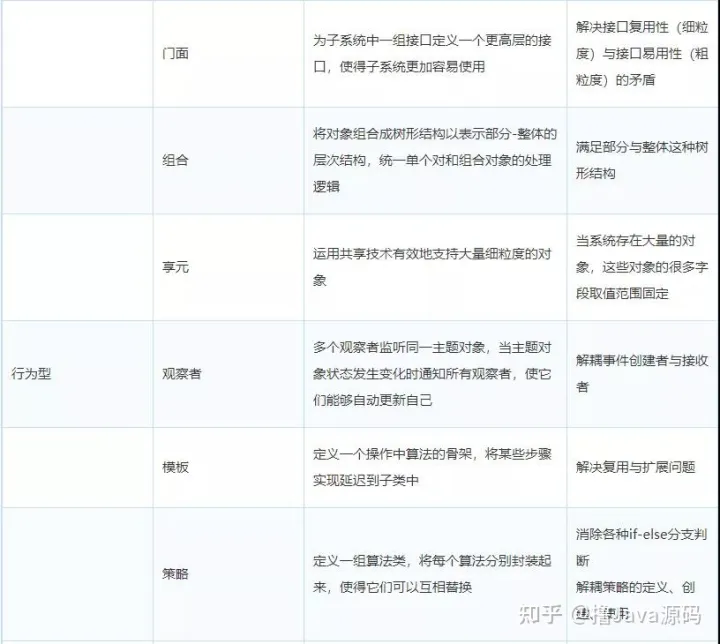 门面
为子系统中一组接口定义一个更高层的接
口，使得子系统更加容易使用
解决接口复用性（细粒
度）与接口易用性（粗
粒度）的矛盾
组合
将对象组合成树形结构以表示部分-整体的
层次结构，统一单个对和组合对象的处理
逻辑
满足部分与整体这种树
形结构
享元
运用共享技术有效地支持大量细粒度的对
象
当系统存在大量的对
象，这些对象的很多字
段取值范围固定
行为型
观察者
多个观察者监听同一主题对象，当主题对
象状态发生变化时通知所有观察者，使它
们能够自动更新自己
解耦事件创建者与接收
者
模板
定义一个操作中算法的骨架，将某些步骤
实现延迟到子类中
解决复用与扩展问题
策略
定义一组算法类，将每个算法分别封装起
来，使得它们可以互相替换
消除各种if-else分支判
断
解耦策略的定义、创
建、使用
知乎 @撸Java源码